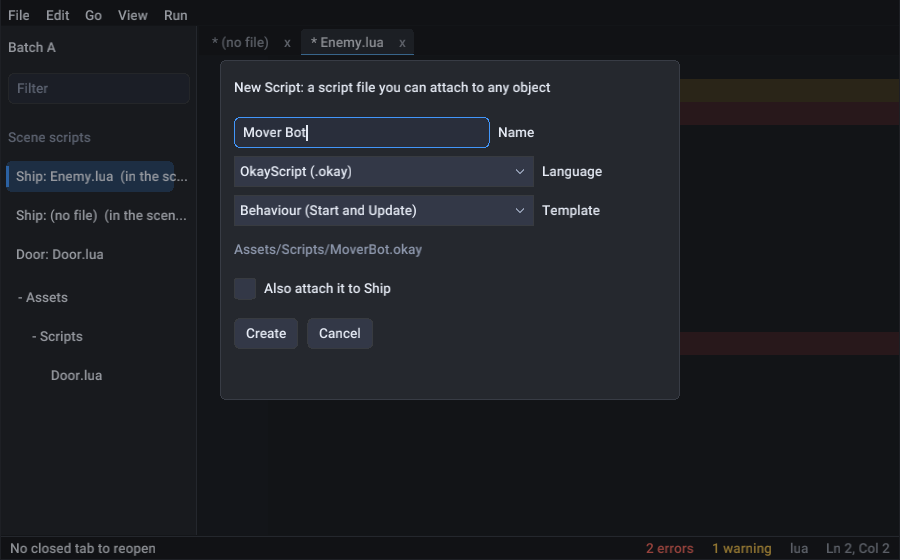 File Edit Go View Run
Batch A
* (no file) x * Enemy.lua x
Filter
Scene scripts
Ship: Enemy.lua (in the sc...
Ship: (no file) (in the scen...
Door: Door.lua
- Assets
- Scripts
Door.lua
New Script: a script file you can attach to any object
Mover Bot Name
OkayScript (.okay) Language
Behaviour (Start and Update) Template
Assets/Scripts/MoverBot.okay
Also attach it to Ship
Create Cancel
No closed tab to reopen 2 errors 1 warning lua Ln 2, Col 2